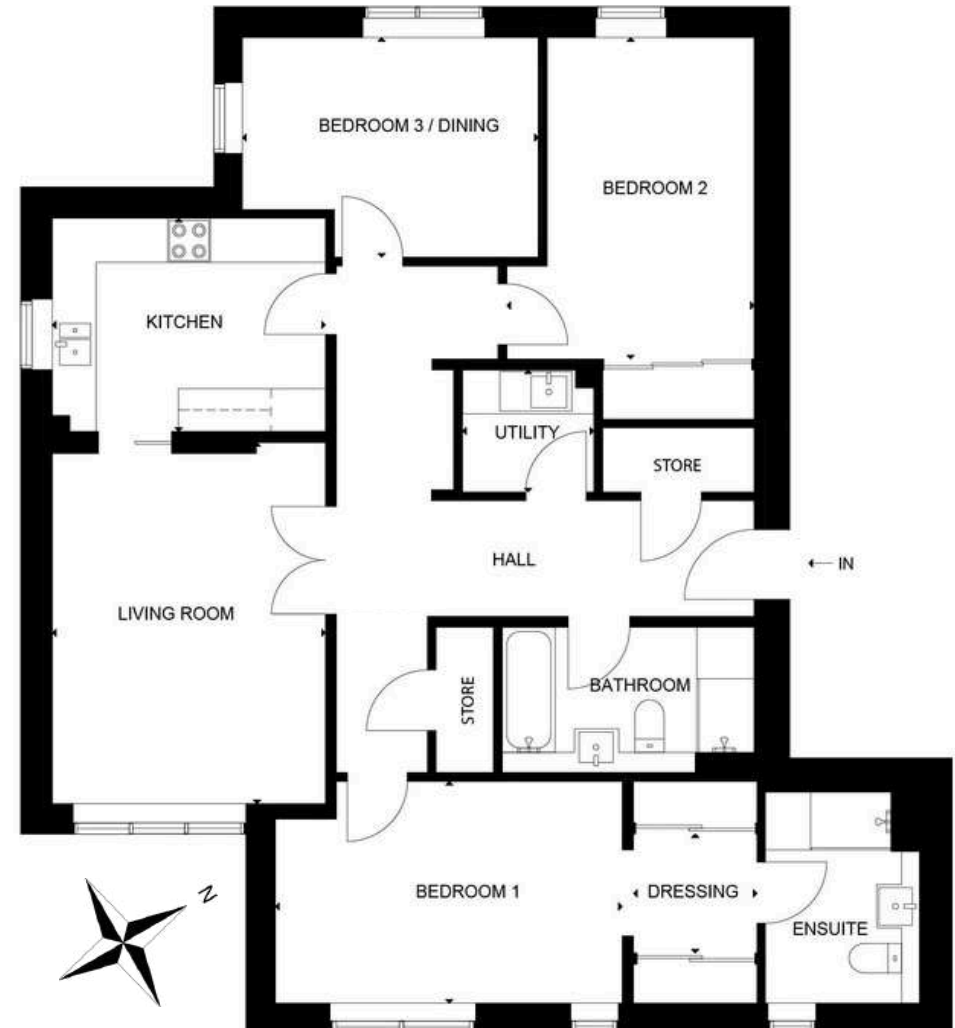 BEDROOM 3 / DINING
BEDROOM 2
KITCHEN
UTILITY
STORE
HALL
IN
LIVING ROOM
STORE
BATHROOM
BEDROOM 1
DRESSING
ENSUITE
N